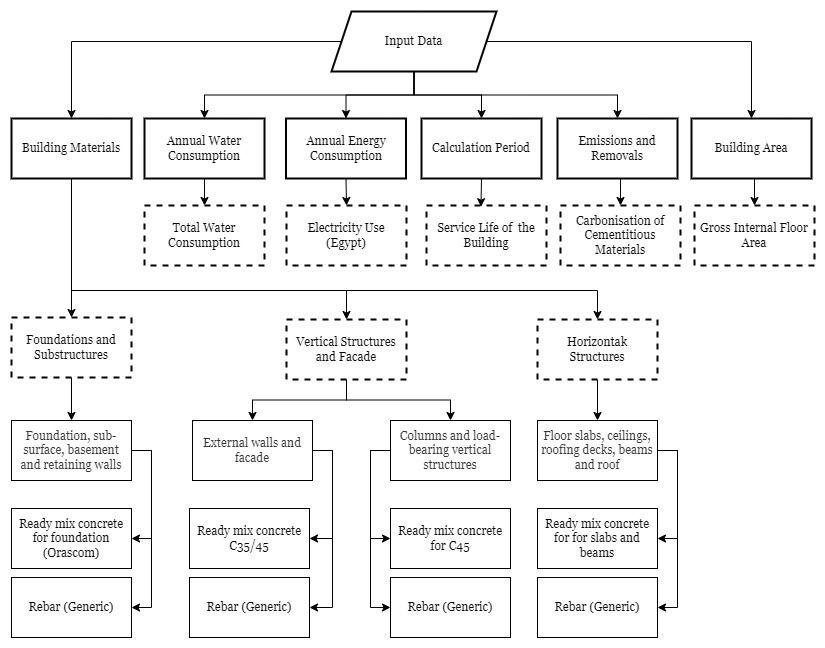 Input Data
Building Materials
Annual Water
Consumption
Annual Energy
Consumption
Calculation Period
Emissions and
Removals
Building Area
Total Water
Consumption
Electricity Use
(Egypt)
Service Life of the
Building
Carbonisation of
Cementitious
Materials
Gross Internal Floor
Area
Foundations and
Substructures
Vertical Structures
and Facade
Horizontak
Structures
Foundation, sub-
surface, basement
and retaining walls
External walls and
facade
Columns and load-
bearing vertical
structures
Floor slabs, ceilings,
roofing decks, beams
and roof
Ready mix concrete
for foundation
(Orascom)
Ready mix concrete
C35/45
Ready mix concrete
for C45
Ready mix concrete
for for slabs and
beams
Rebar (Generic)
Rebar (Generic)
Rebar (Generic)
Rebar (Generic)